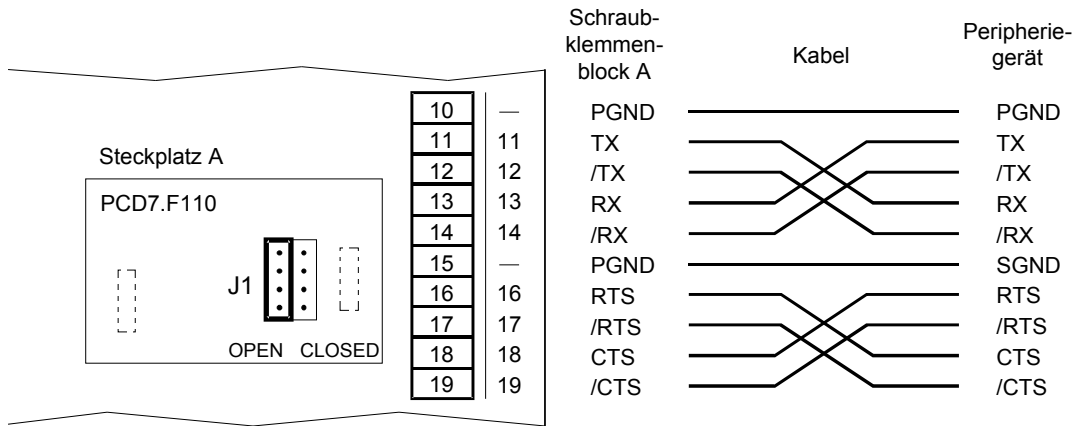 Schraub-
klemmen-
block A
Kabel
Peripherie-
gerät
Steckplatz A
PCD7.F110
J1
OPEN CLOSED
10 — PGND PGND
11 11 TX TX
12 12 /TX /TX
13 13 RX RX
14 14 /RX /RX
15 — PGND SGND
16 16 RTS RTS
17 17 /RTS /RTS
18 18 CTS CTS
19 19 /CTS /CTS